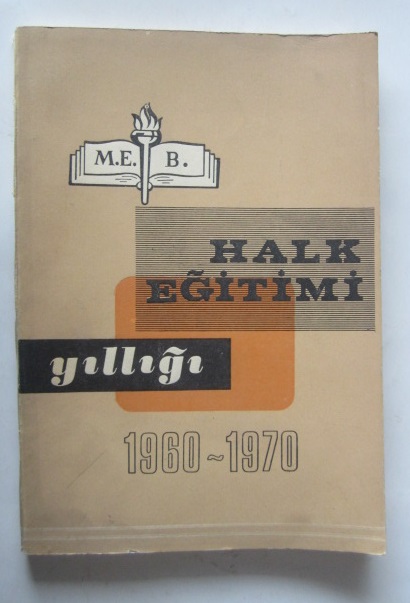 M.E. B.
HALK
EĞİTİMİ
yıllığı
1960~1970